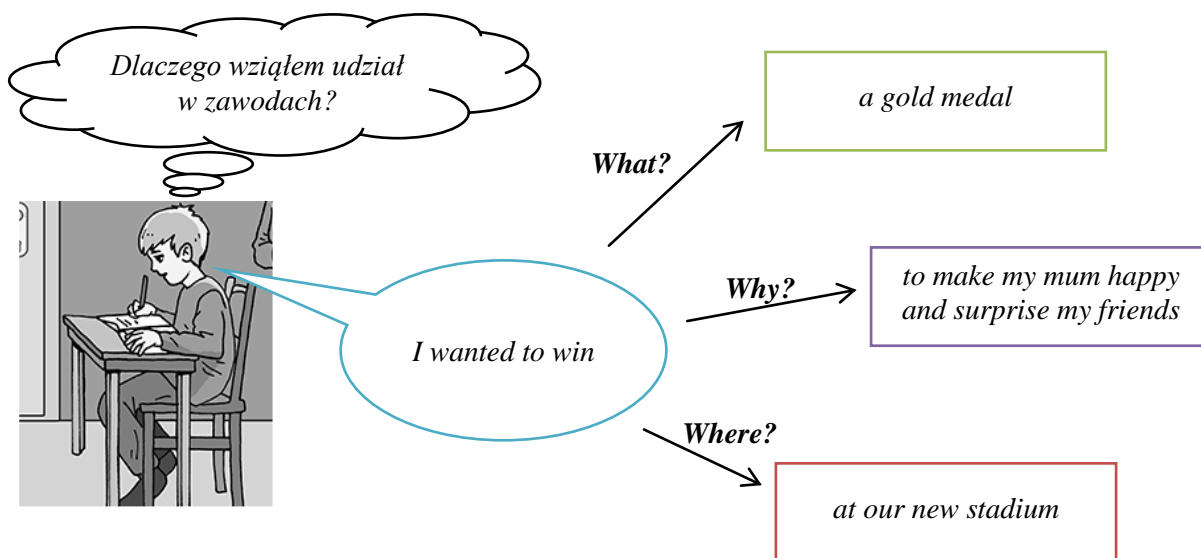 Dlaczego wziąłem udział
w zawodach?
a gold medal
What?
Why?
to make my mum happy
and surprise my friends
I wanted to win
Where?
at our new stadium